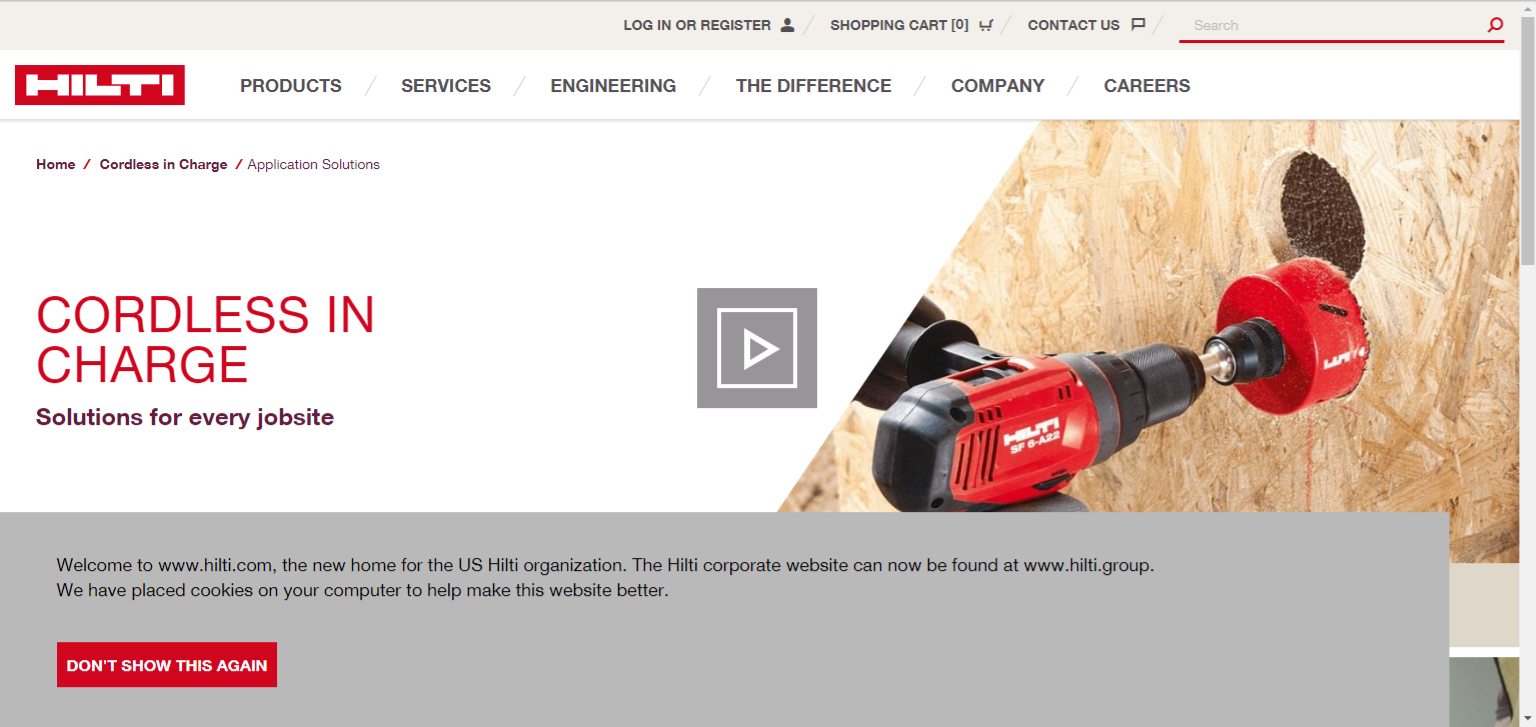 LOG IN OR REGISTER
SHOPPING CART [0]
CONTACT US
Search
HILTI
PRODUCTS
SERVICES
ENGINEERING
THE DIFFERENCE
COMPANY
CAREERS
Home / Cordless in Charge / Application Solutions
CORDLESS IN
CHARGE
Solutions for every jobsite
HILTI
HILTI
SF 6-A22
Welcome to www.hilti.com, the new home for the US Hilti organization. The Hilti corporate website can now be found at www.hilti.group.
We have placed cookies on your computer to help make this website better.
DON'T SHOW THIS AGAIN